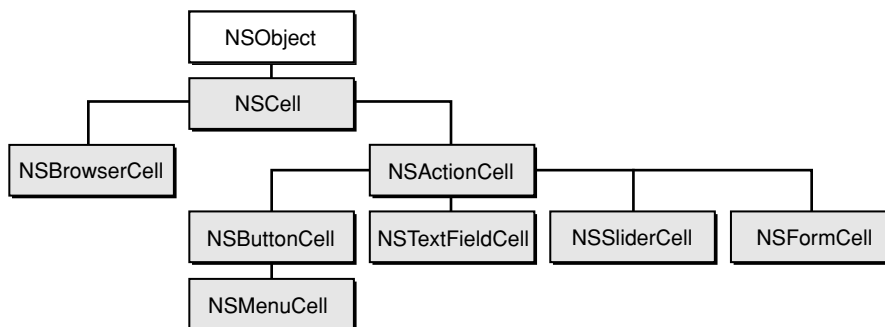 NSObject
NSCell
NSBrowserCell
NSActionCell
NSButtonCell
NSTextFieldCell
NSSliderCell
NSFormCell
NSMenuCell